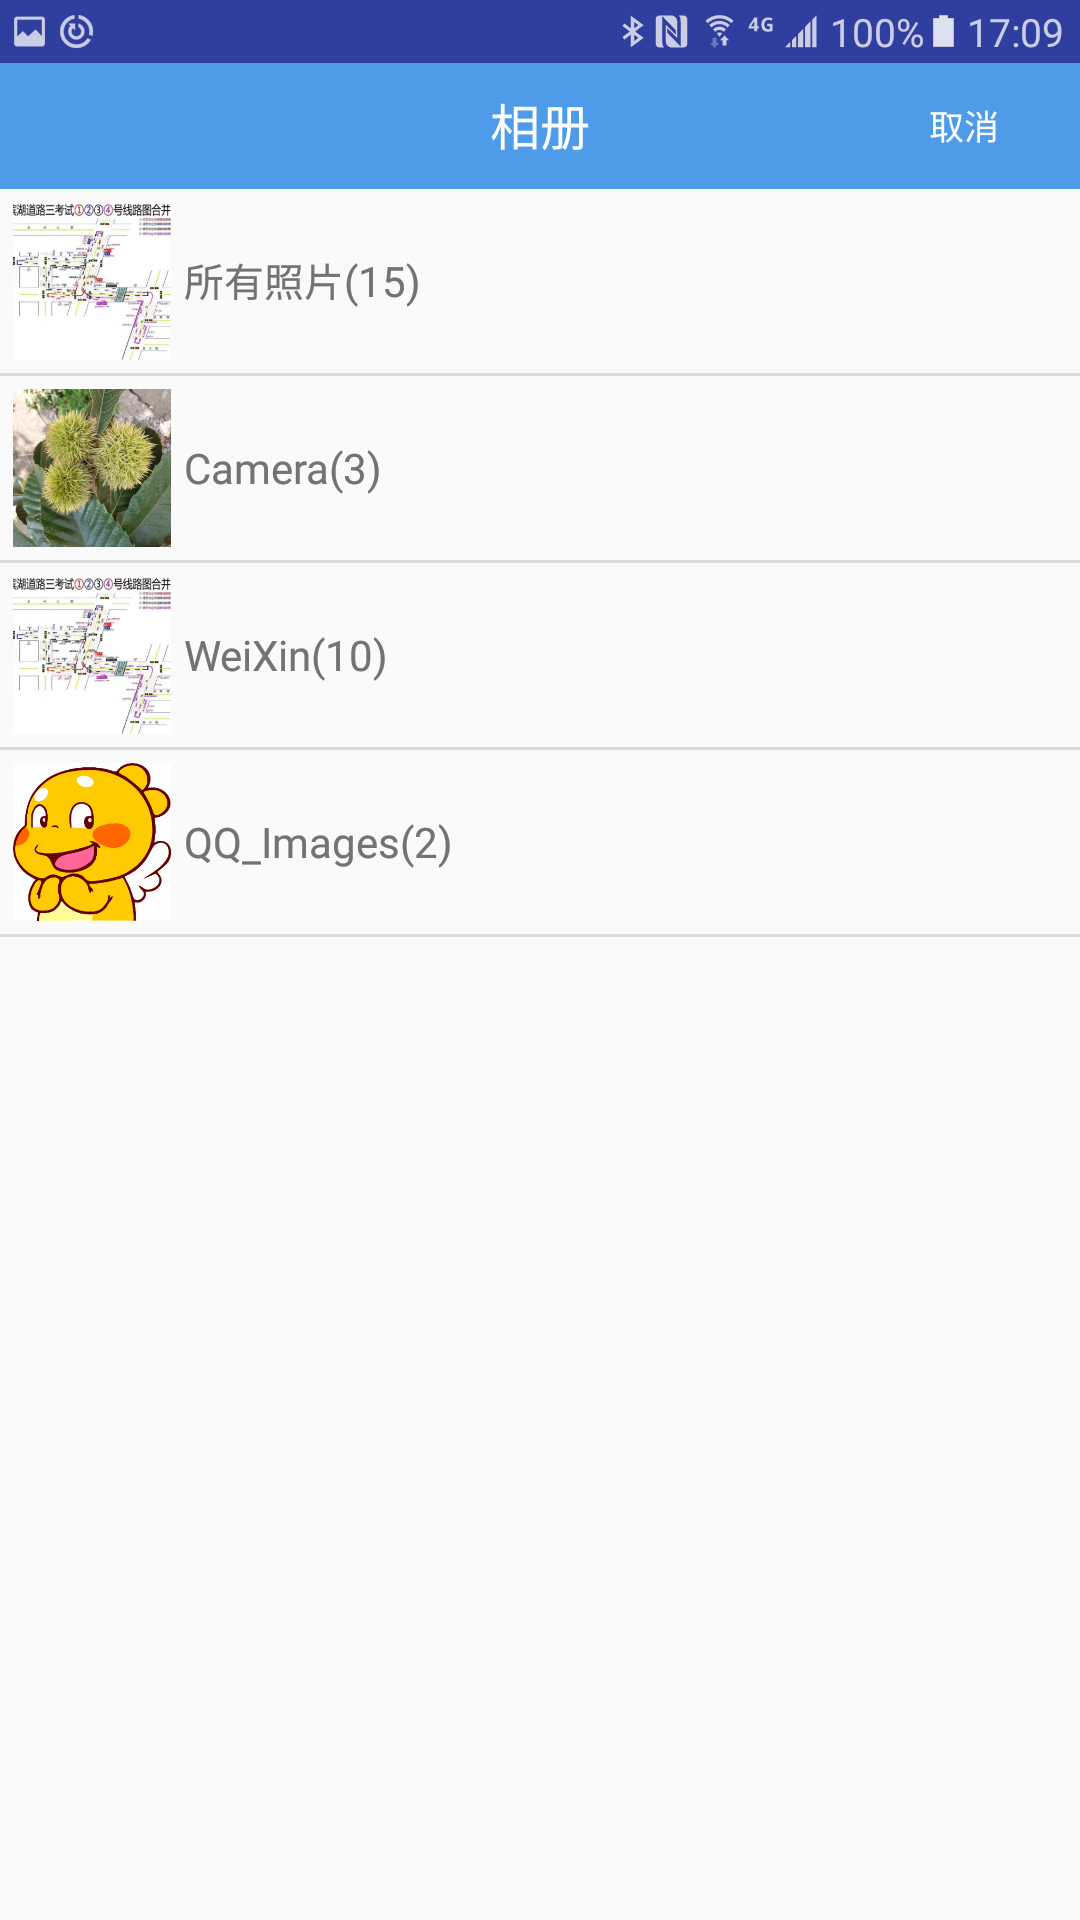 4G 100% 17:09
相册 取消
滨湖道路三考试①②③④号线路图合并
所有照片(15)
Camera(3)
滨湖道路三考试①②③④号线路图合并
WeiXin(10)
QQ_Images(2)